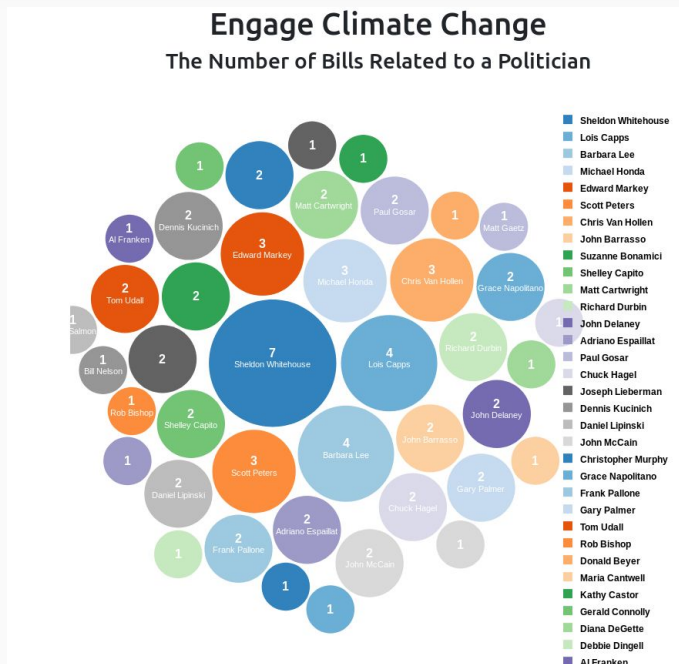 Engage Climate Change
The Number of Bills Related to a Politician
1
1
1
2
2
Matt Cartwright
2
Paul Gosar
1
1
Matt Gaetz
2
Dennis Kucinich
1
Al Franken
3
Edward Markey
3
Michael Honda
3
Chris Van Hollen
2
Grace Napolitano
2
Tom Udall
2
1
Salmon
1
7
Sheldon Whitehouse
4
Lois Capps
2
Richard Durbin
2
1
Bill Nelson
1
1
Rob Bishop
2
Shelley Capito
2
John Delaney
2
John Barrasso
4
Barbara Lee
3
Scott Peters
1
1
2
Daniel Lipinski
2
Gary Palmer
2
Chuck Hagel
2
Adriano Espaillat
2
Frank Pallone
2
John McCain
1
1
1
1
Sheldon Whitehouse
Lois Capps
Barbara Lee
Michael Honda
Edward Markey
Scott Peters
Chris Van Hollen
John Barrasso
Suzanne Bonamici
Shelley Capito
Matt Cartwright
Richard Durbin
John Delaney
Adriano Espaillat
Paul Gosar
Chuck Hagel
Joseph Lieberman
Dennis Kucinich
Daniel Lipinski
John McCain
Christopher Murphy
Grace Napolitano
Frank Pallone
Gary Palmer
Tom Udall
Rob Bishop
Donald Beyer
Maria Cantwell
Kathy Castor
Gerald Connolly
Diana DeGette
Debbie Dingell
Al Franken